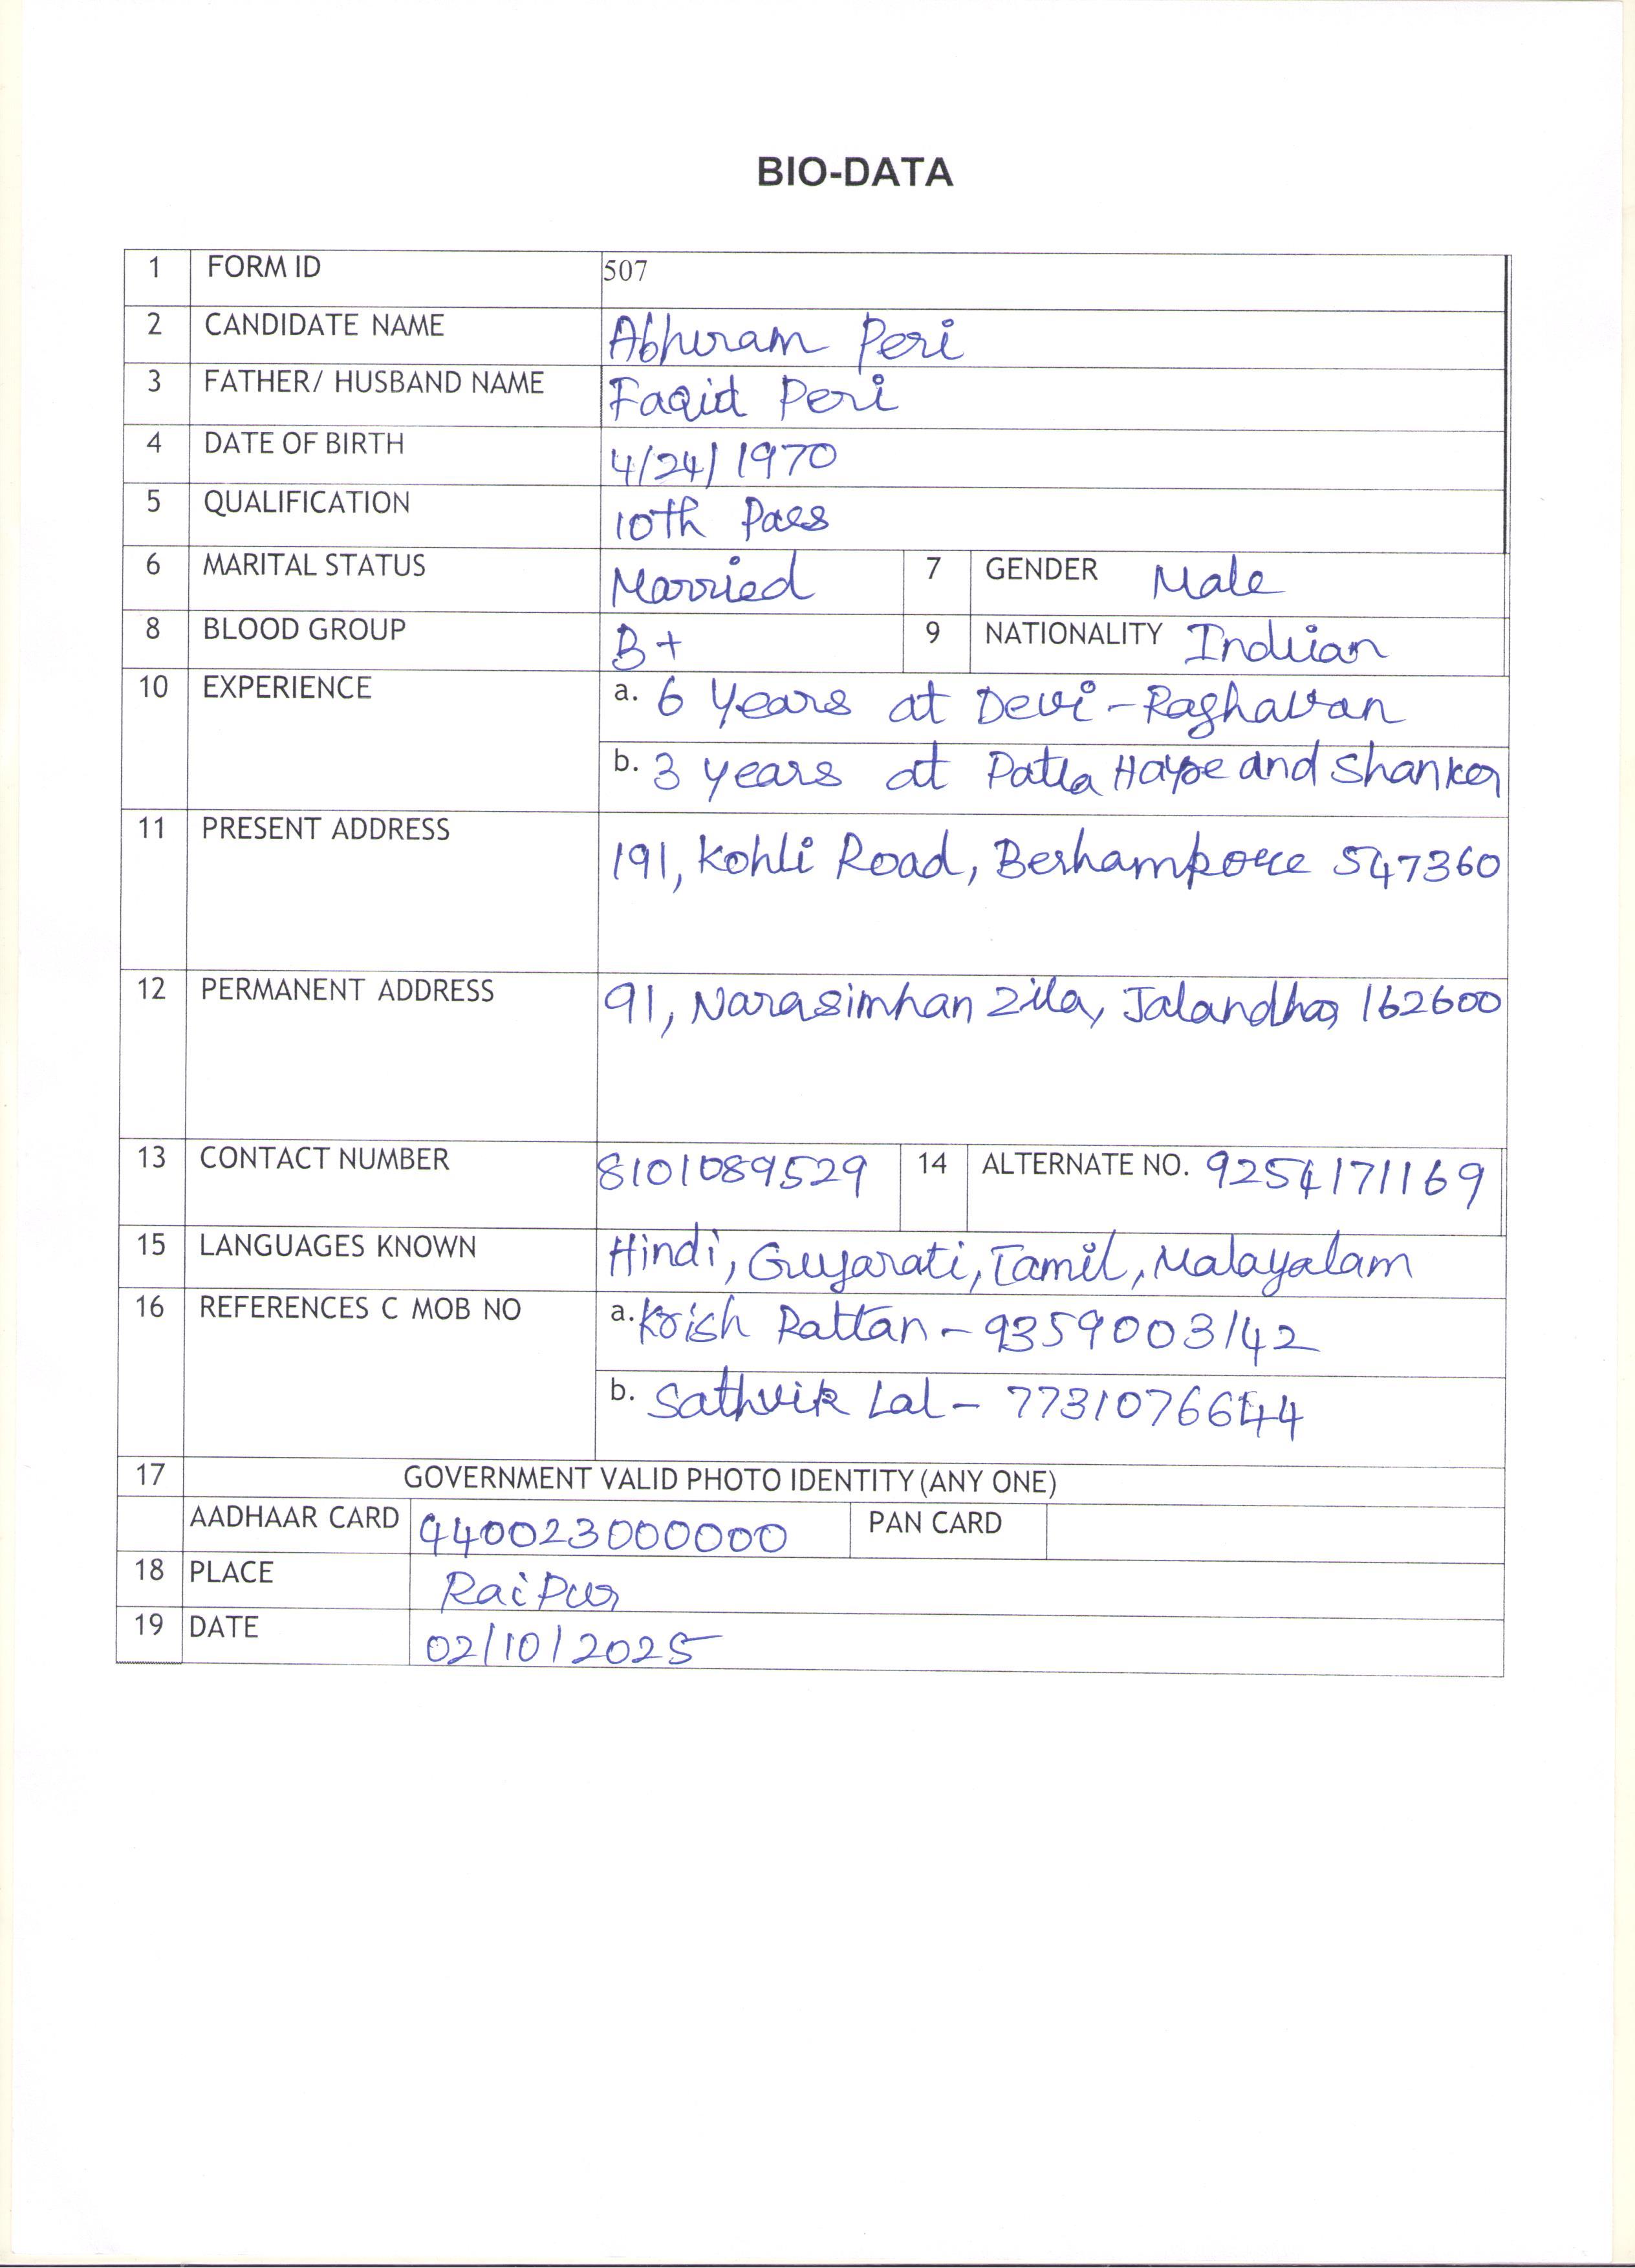 BIO-DATA
1 FORM ID 507
2 CANDIDATE NAME Abhiram Peri
3 FATHER/ HUSBAND NAME Faqid Peri
4 DATE OF BIRTH 4/24/1970
5 QUALIFICATION 10th Pass
6 MARITAL STATUS Married 7 GENDER Male
8 BLOOD GROUP B+ 9 NATIONALITY Indian
10 EXPERIENCE a. 6 Years at Devi-Raghavan
b. 3 years at Patla and Shanker
11 PRESENT ADDRESS 191, Kohli Road, Berhampore 547360
12 PERMANENT ADDRESS 91, Narasimhan Zila, Jalandhar 162600
13 CONTACT NUMBER 8101089529 14 ALTERNATE NO. 9254171169
15 LANGUAGES KNOWN Hindi, Gujarati, Tamil, Malayalam
16 REFERENCES C MOB NO a. Krish Rattan - 9359003142
b. Sathvik Lal - 7731076644
17 GOVERNMENT VALID PHOTO IDENTITY (ANY ONE)
AADHAAR CARD 940023000000 PAN CARD
18 PLACE RaiPur
19 DATE 02/10/2025